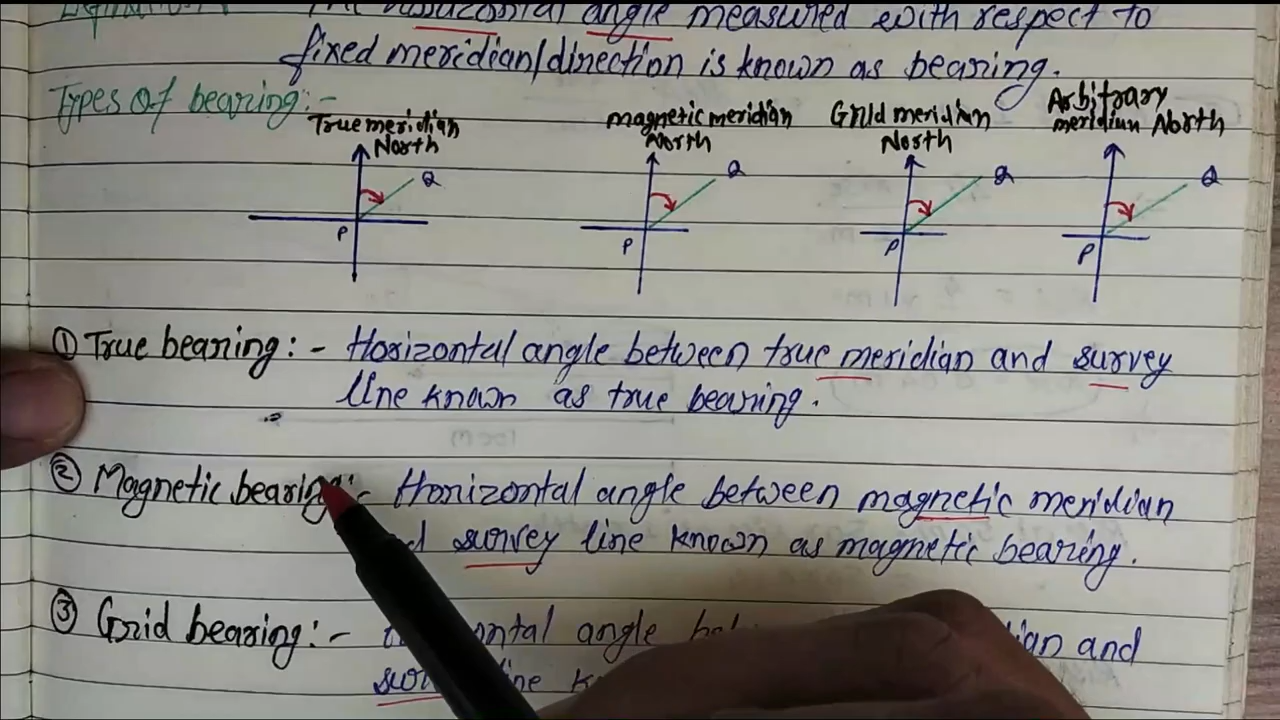 Definition:- The horizontal angle measured with respect to
fixed meridian/direction is known as bearing.
Types Of bearing:-
True meridian
North
Q
P
magnetic meridian
North
Q
P
Grid meridian
North
Q
P
Arbitrary
meridian North
Q
P
① True bearing:- Horizontal angle between true meridian and survey
line known as true bearing.
② Magnetic bearing:- Horizontal angle between magnetic meridian
survey line known as magnetic bearing.
③ Grid bearing:- angle and